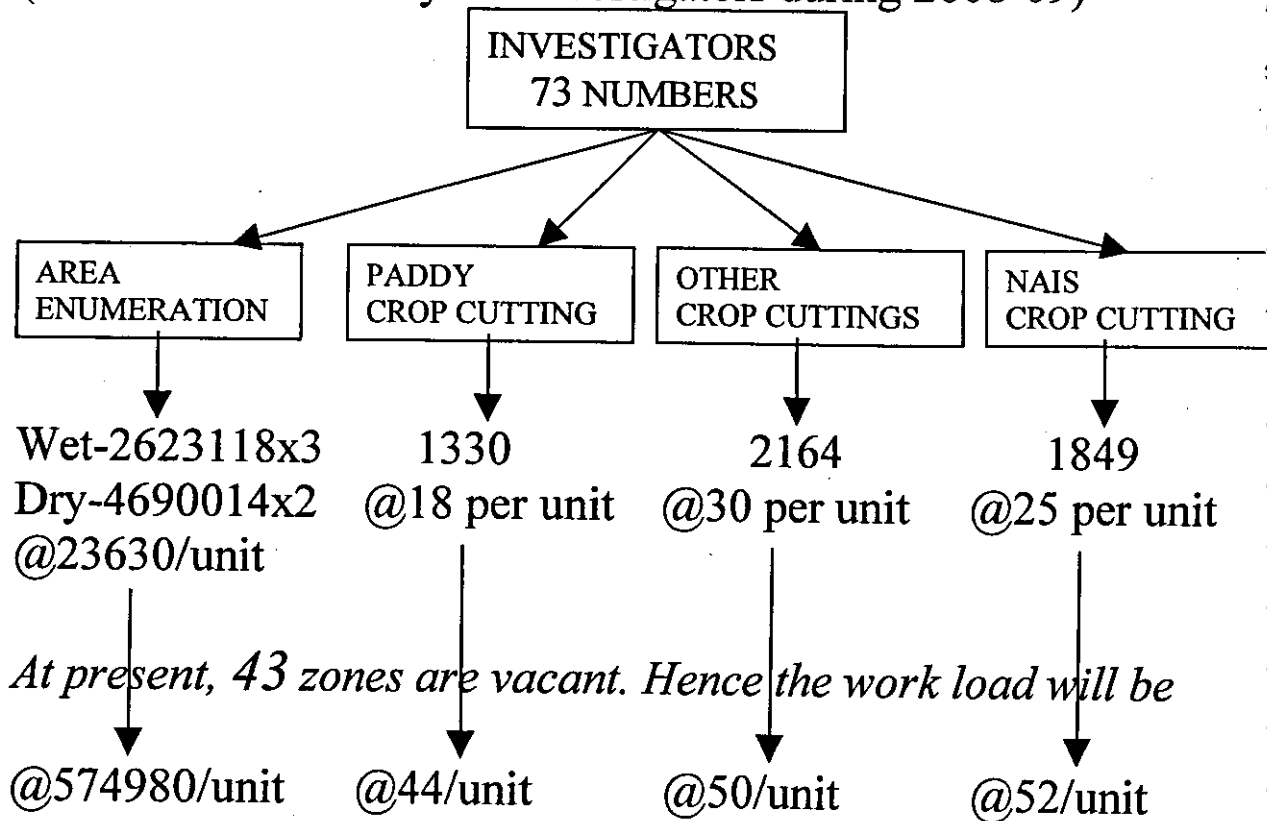 INVESTIGATORS
73 NUMBERS
AREA
ENUMERATION
PADDY
CROP CUTTING
OTHER
CROP CUTTINGS
NAIS
CROP CUTTING
Wet-2623118x3
Dry-4690014x2
@23630/unit
1330
@18 per unit
2164
@30 per unit
1849
@25 per unit
At present, 43 zones are vacant. Hence the work load will be
@574980/unit
@44/unit
@50/unit
@52/unit